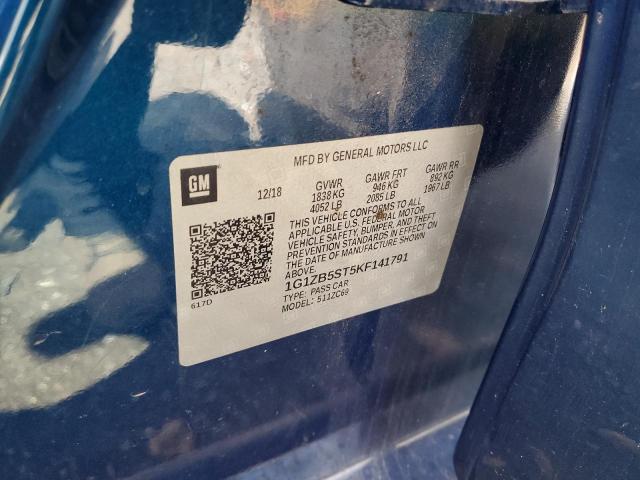 MFD BY GENERAL MOTORS LLC
GM
12/18
GVWR
1838 KG
4052 LB
GAWR FRT
946 KG
2085 LB
GAWR RR
892 KG
1967 LB
THIS VEHICLE CONFORMS TO ALL
APPLICABLE U.S. FEDERAL MOTOR
VEHICLE SAFETY, BUMPER, AND THEFT
PREVENTION STANDARDS IN EFFECT ON
THE DATE OF MANUFACTURE SHOWN
ABOVE.
1G1ZB5ST5KF141791
TYPE: PASS CAR
MODEL: 511ZC69
617D